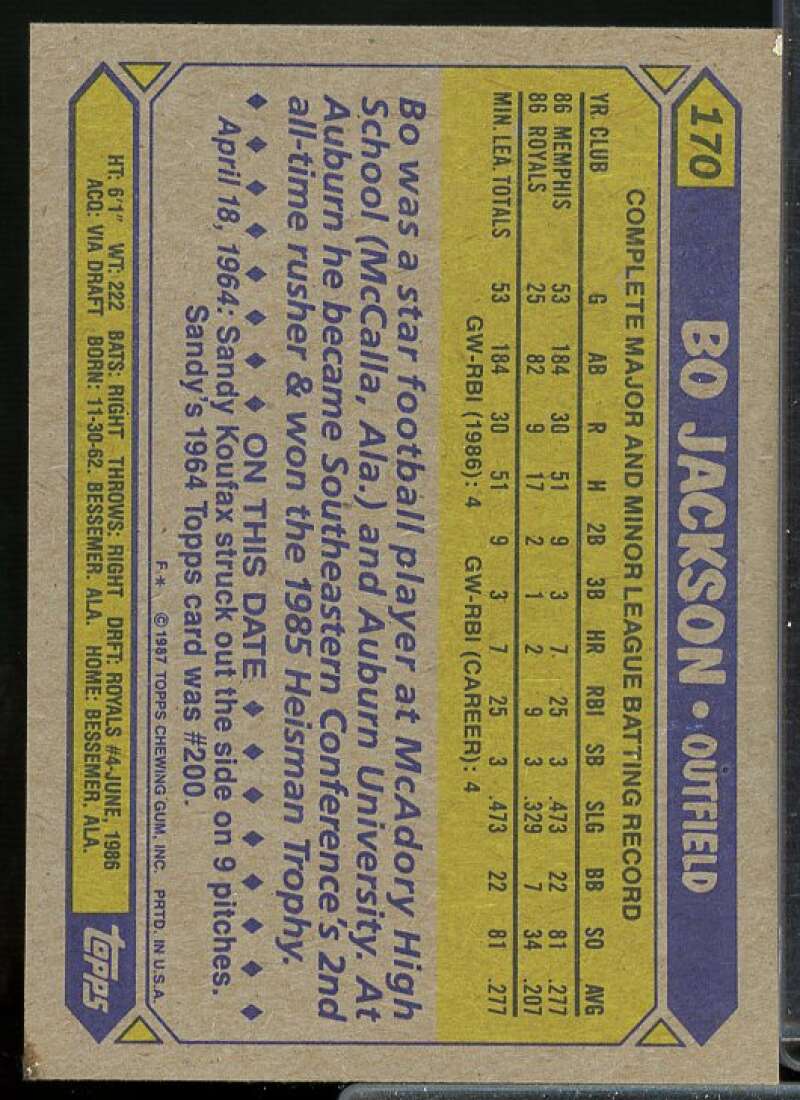 170
BO JACKSON • OUTFIELD
COMPLETE MAJOR AND MINOR LEAGUE BATTING RECORD
YR. CLUB G AB R H 2B 3B HR RBI SB SLG BB SO AVG
86 MEMPHIS 53 184 30 51 9 3 7. 25 3 .473 22 81 .277
86 ROYALS 25 82 9 17 2 1 2 9 3 .329 7 34 .207
MIN. LEA. TOTALS 53 184 30 51 9 3 7 25 3 .473 22 81 .277
GW-RBI (1986): 4 GW-RBI (CAREER): 4
Bo was a star football player at McAdory High
School (McCalla, Ala.) and Auburn University. At
Auburn he became Southeastern Conference's 2nd
all-time rusher & won the 1985 Heisman Trophy.
♦ ♦ ♦ ♦ ♦ ♦ ♦ ♦ ON THIS DATE ♦ ♦ ♦ ♦ ♦ ♦ ♦ ♦
April 18, 1964: Sandy Koufax struck out the side on 9 pitches.
Sandy's 1964 Topps card was #200.
F* © 1987 TOPPS CHEWING GUM, INC. PRTD. IN U.S.A.
HT: 6'1" WT: 222 BATS: RIGHT THROWS: RIGHT DRFT: ROYALS #4-JUNE, 1986
ACQ: VIA DRAFT BORN: 11-30-62, BESSEMER, ALA. HOME: BESSEMER, ALA.
topps